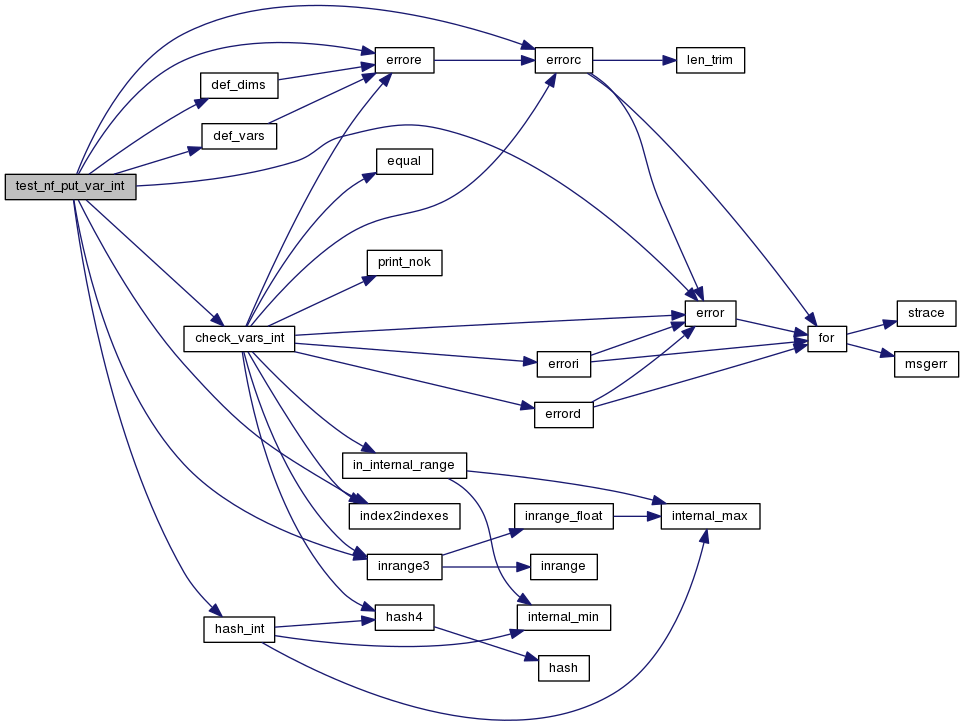 errore
errorc
len_trim
def_dims
def_vars
equal
test_nf_put_var_int
print_nok
error
strace
check_vars_int
for
errori
msgerr
errord
in_internal_range
index2indexes
inrange_float
internal_max
inrange3
inrange
hash4
internal_min
hash_int
hash